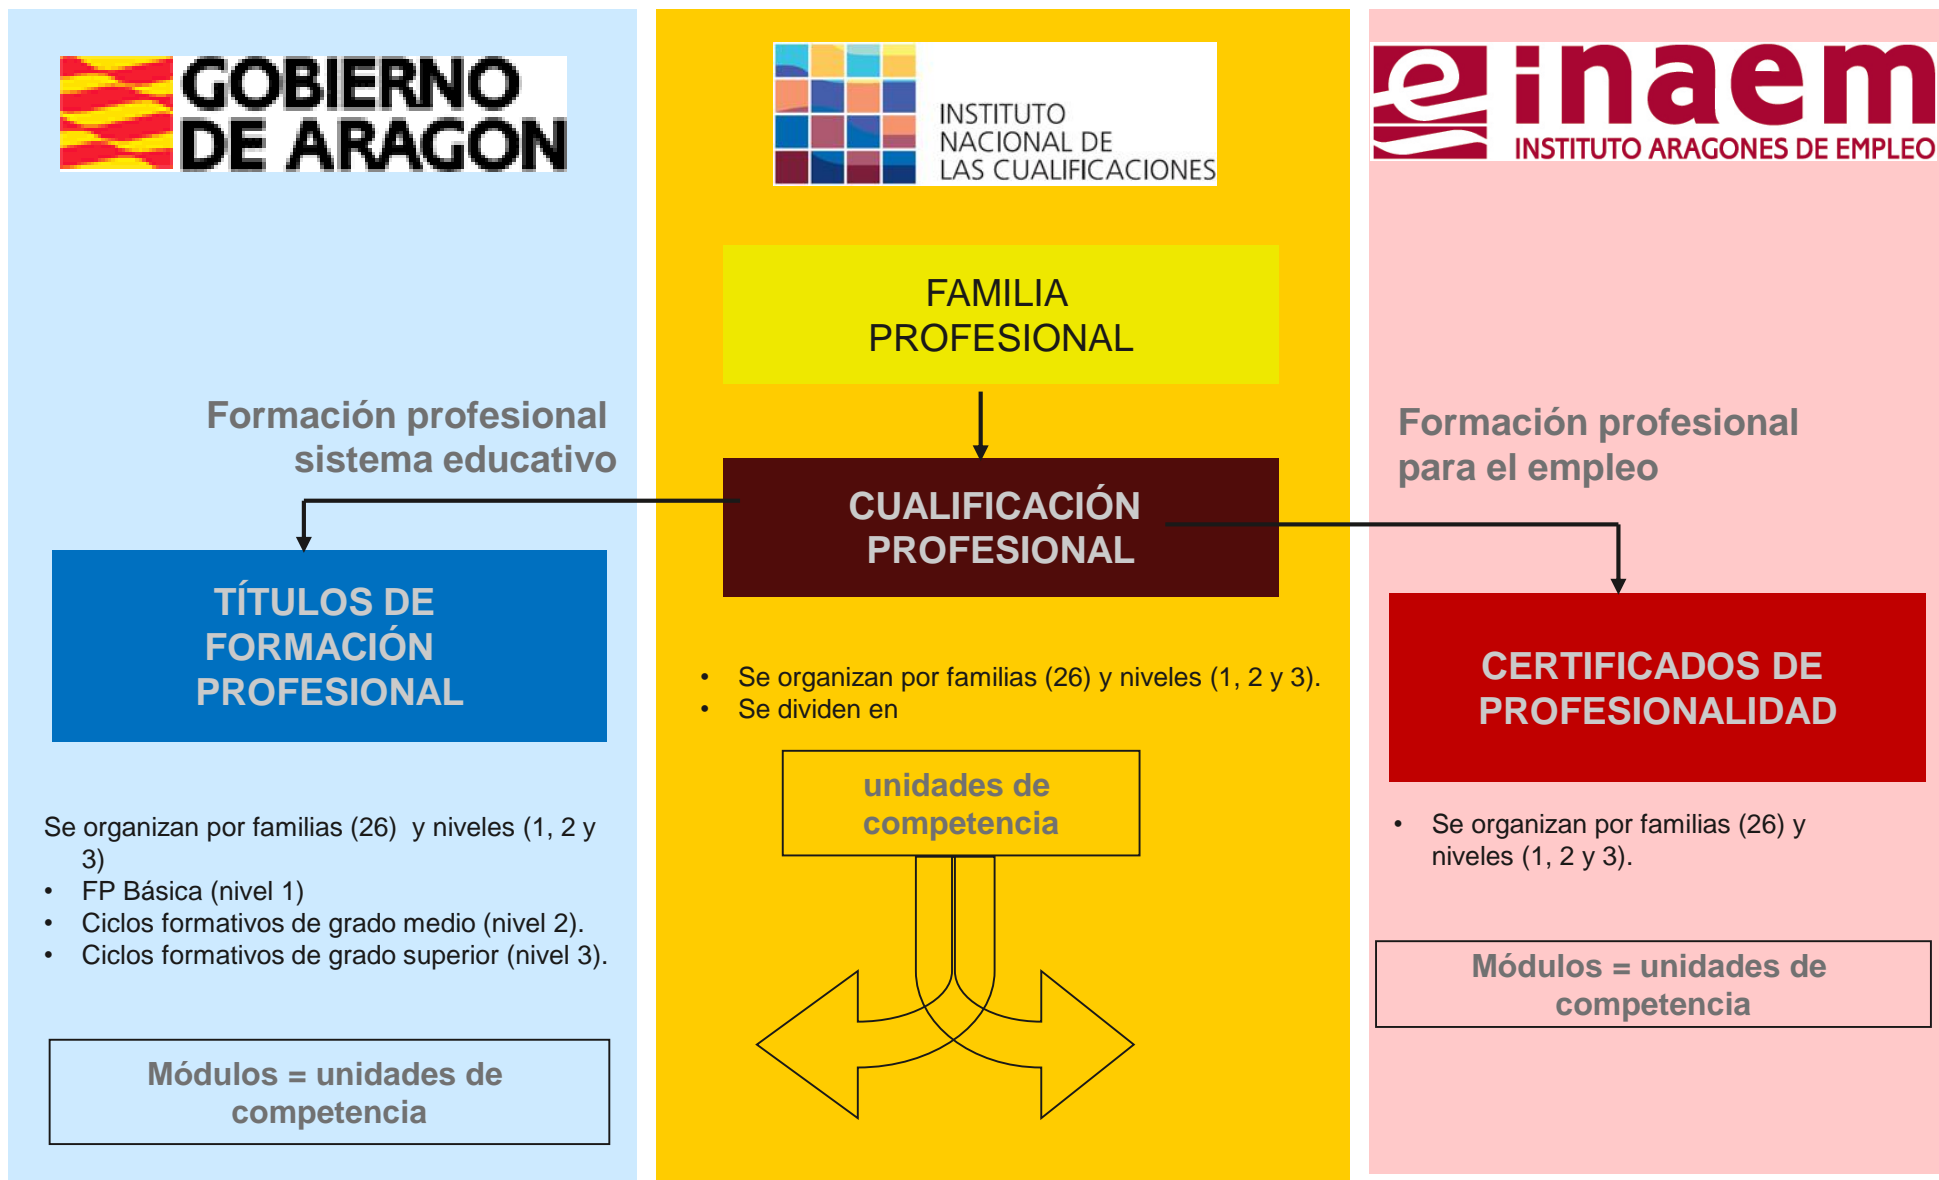 GOBIERNO
DE ARAGON
Formación profesional
sistema educativo
TÍTULOS DE
FORMACIÓN
PROFESIONAL
Se organizan por familias (26) y niveles (1, 2 y
3)
• FP Básica (nivel 1)
• Ciclos formativos de grado medio (nivel 2).
• Ciclos formativos de grado superior (nivel 3).
Módulos = unidades de
competencia
INSTITUTO
NACIONAL DE
LAS CUALIFICACIONES
FAMILIA
PROFESIONAL
CUALIFICACIÓN
PROFESIONAL
• Se organizan por familias (26) y niveles (1, 2 y 3).
• Se dividen en
unidades de
competencia
e inaem
INSTITUTO ARAGONES DE EMPLEO
Formación profesional
para el empleo
CERTIFICADOS DE
PROFESIONALIDAD
• Se organizan por familias (26) y
niveles (1, 2 y 3).
Módulos = unidades de
competencia